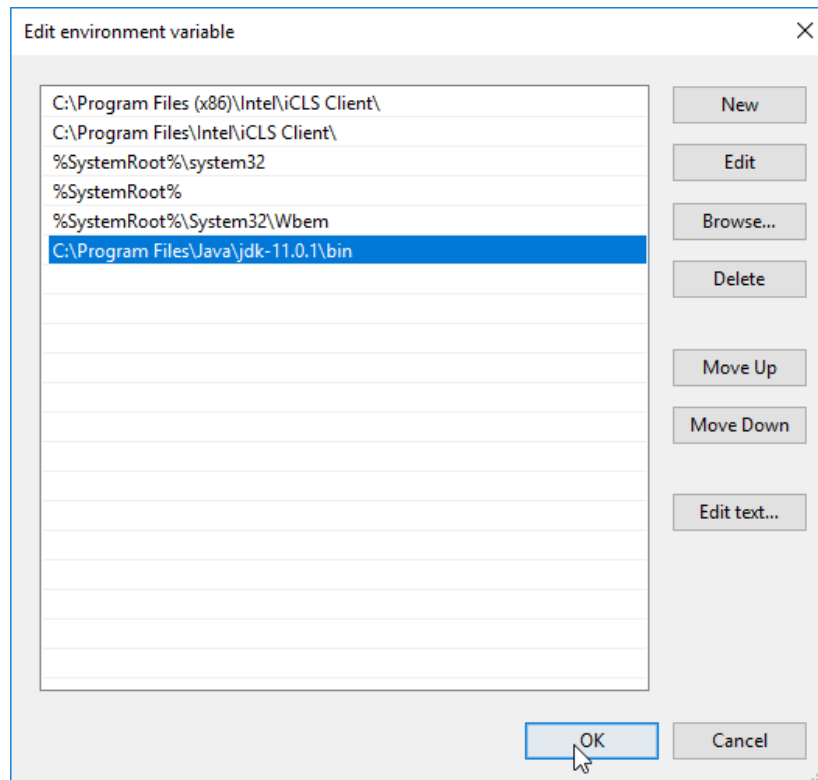 Edit environment variable
C:\Program Files (x86)\Intel\iCLS Client\
C:\Program Files\Intel\iCLS Client\
%SystemRoot%\system32
%SystemRoot%
%SystemRoot%\System32\Wbem
C:\Program Files\Java\jdk-11.0.1\bin
New
Edit
Browse...
Delete
Move Up
Move Down
Edit text...
OK
Cancel